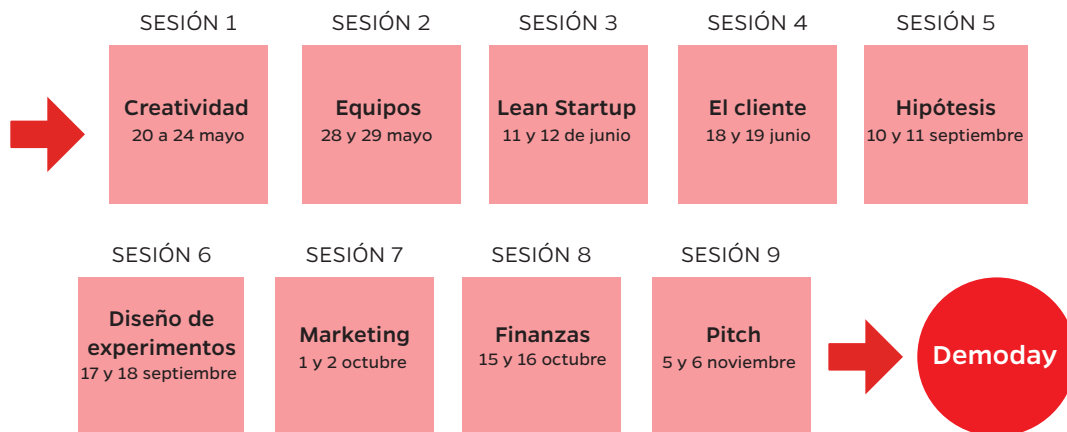 SESIÓN 1
SESIÓN 2
SESIÓN 3
SESIÓN 4
SESIÓN 5
Creatividad
20 a 24 mayo
Equipos
28 y 29 mayo
Lean Startup
11 y 12 de junio
El cliente
18 y 19 junio
Hipótesis
10 y 11 septiembre
SESIÓN 6
SESIÓN 7
SESIÓN 8
SESIÓN 9
Diseño de
experimentos
17 y 18 septiembre
Marketing
1 y 2 octubre
Finanzas
15 y 16 octubre
Pitch
5 y 6 noviembre
Demoday